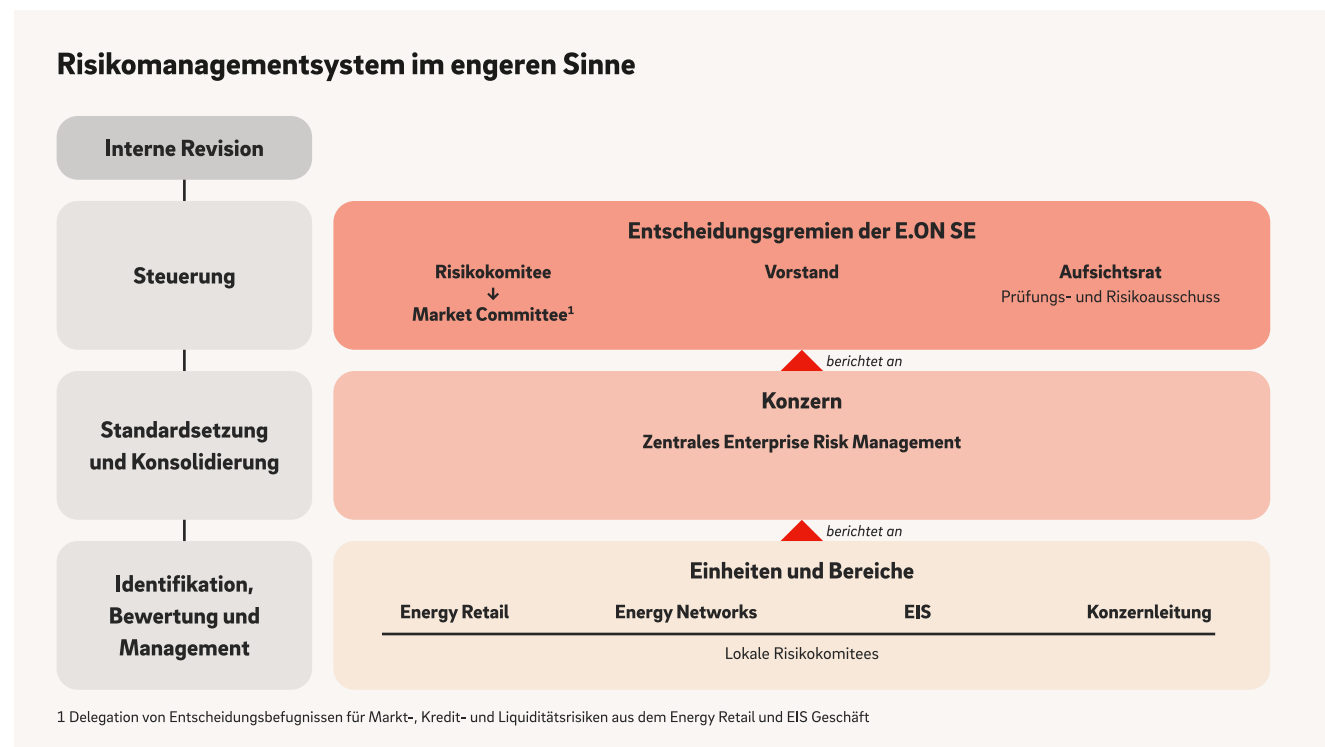 Risikomanagementsystem im engeren Sinne
Interne Revision
Steuerung
Entscheidungsgremien der E.ON SE
Risikokomitee
↓
Market Committee¹
Vorstand
Aufsichtsrat
Prüfungs- und Risikoausschuss
berichtet an
Standardsetzung
und Konsolidierung
Konzern
Zentrales Enterprise Risk Management
berichtet an
Identifikation,
Bewertung und
Management
Einheiten und Bereiche
Energy Retail
Energy Networks
EIS
Konzernleitung
Lokale Risikokomitees
1 Delegation von Entscheidungsbefugnissen für Markt-, Kredit- und Liquiditätsrisiken aus dem Energy Retail und EIS Geschäft